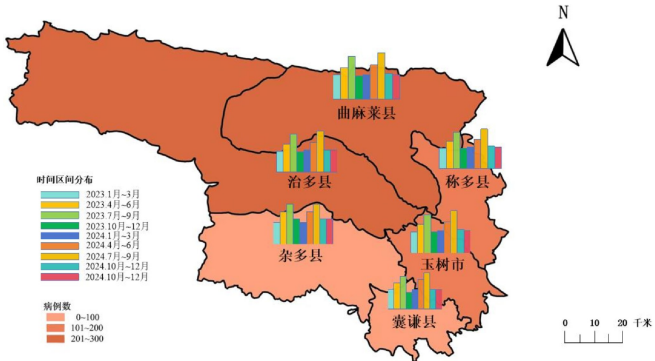 N
曲麻莱县
治多县
称多县
时间区间分布
2023.1月~3月
2023.4月~6月
2023.7月~9月
2023.10月~12月
2024.1月~3月
2024.4月~6月
2024.7月~9月
2024.10月~12月
2024.10月~12月
杂多县
玉树市
囊谦县
病例数
0~100
101~200
201~300
0 10 20 千米